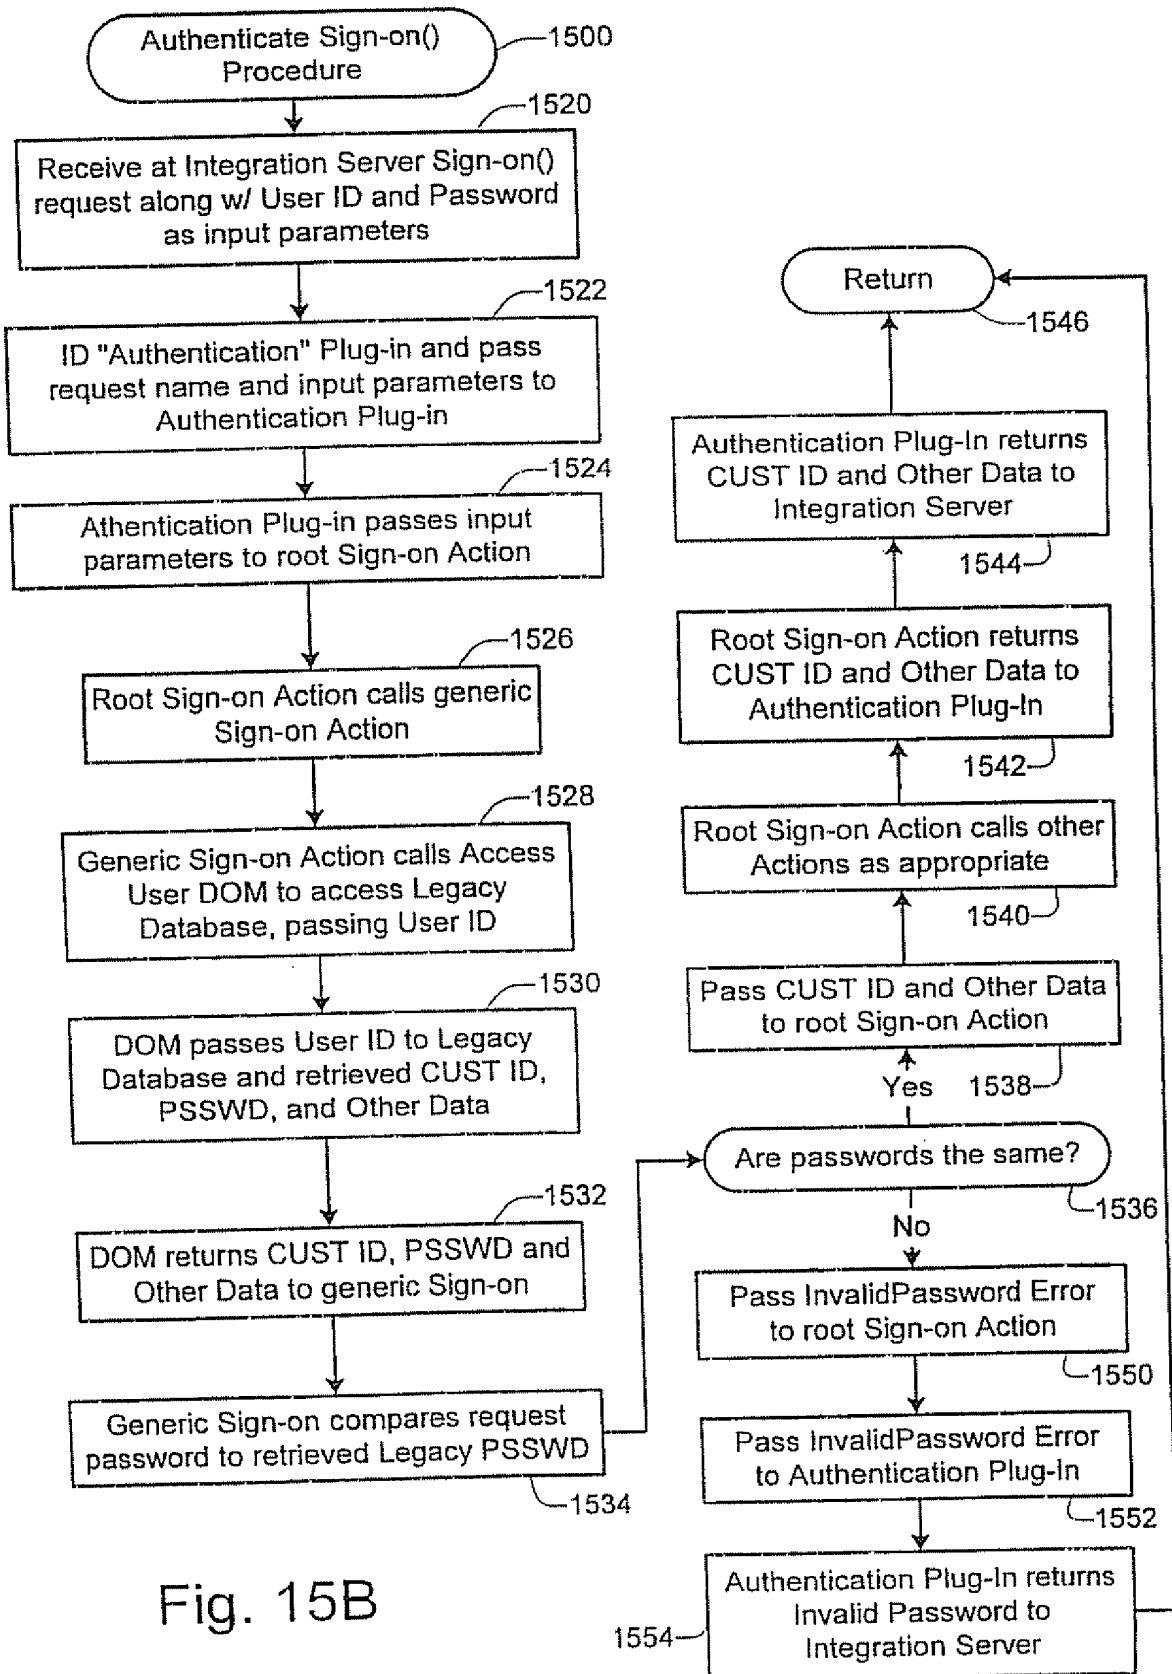 Authenticate Sign-on()
Procedure
1500
1520
Receive at Integration Server Sign-on()
request along w/ User ID and Password
as input parameters
1522
ID "Authentication" Plug-in and pass
request name and input parameters to
Authentication Plug-in
1524
Athentication Plug-in passes input
parameters to root Sign-on Action
1526
Root Sign-on Action calls generic
Sign-on Action
1528
Generic Sign-on Action calls Access
User DOM to access Legacy
Database, passing User ID
1530
DOM passes User ID to Legacy
Database and retrieved CUST ID,
PSSWD, and Other Data
1532
DOM returns CUST ID, PSSWD and
Other Data to generic Sign-on
Generic Sign-on compares request
password to retrieved Legacy PSSWD
1534
Return
1546
Authentication Plug-In returns
CUST ID and Other Data to
Integration Server
1544
Root Sign-on Action returns
CUST ID and Other Data to
Authentication Plug-In
1542
Root Sign-on Action calls other
Actions as appropriate
1540
Pass CUST ID and Other Data
to root Sign-on Action
Yes
1538
Are passwords the same?
1536
No
Pass InvalidPassword Error
to root Sign-on Action
1550
Pass InvalidPassword Error
to Authentication Plug-In
1552
Authentication Plug-In returns
Invalid Password to
Integration Server
1554
Fig. 15B